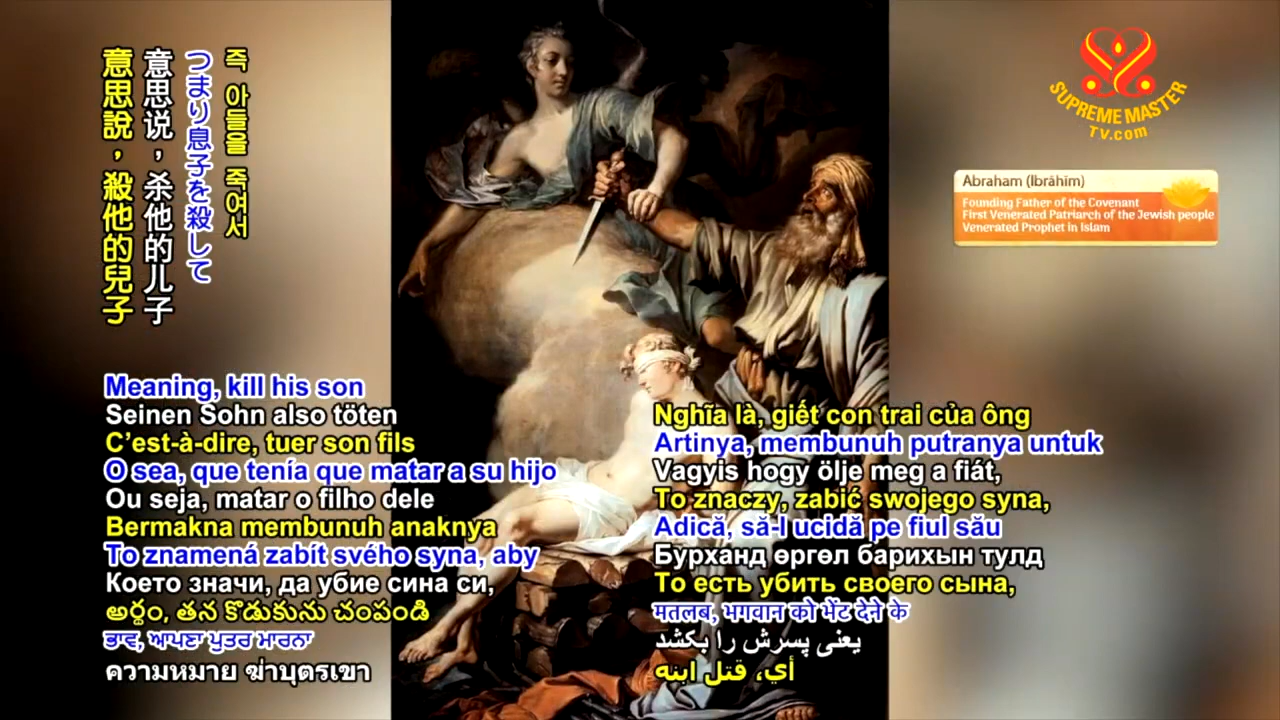 즉 아들을 죽여서
つまり息子を殺して
意思说，杀他的儿子
意思說，殺他的兒子
SUPREME MASTER
TV.com
Abraham (Ibrāhīm)
Founding Father of the Covenant
First Venerated Patriarch of the Jewish people
Venerated Prophet in Islam
Meaning, kill his son
Seinen Sohn also töten
C’est-à-dire, tuer son fils
O sea, que tenía que matar a su hijo
Ou seja, matar o filho dele
Bermakna membunuh anaknya
To znamená zabít svého syna, aby
Което значи, да убие сина си,
అర్థం, తన కొడుకును చంపండి
ਭਾਵ, ਆਪਣਾ ਪੁਤਰ ਮਾਰਨਾ
ความหมาย ฆ่าบุตรเขา
Nghĩa là, giết con trai của ông
Artinya, membunuh putranya untuk
Vagyis hogy ölje meg a fiát,
To znaczy, zabić swojego syna,
Adică, să-l ucidă pe fiul său
Бурханд өргөл барихын тулд
То есть убить своего сына,
मतलब, भगवान को भेंट देने के
یعنی پسرش را بکشد
أي، قتل ابنه